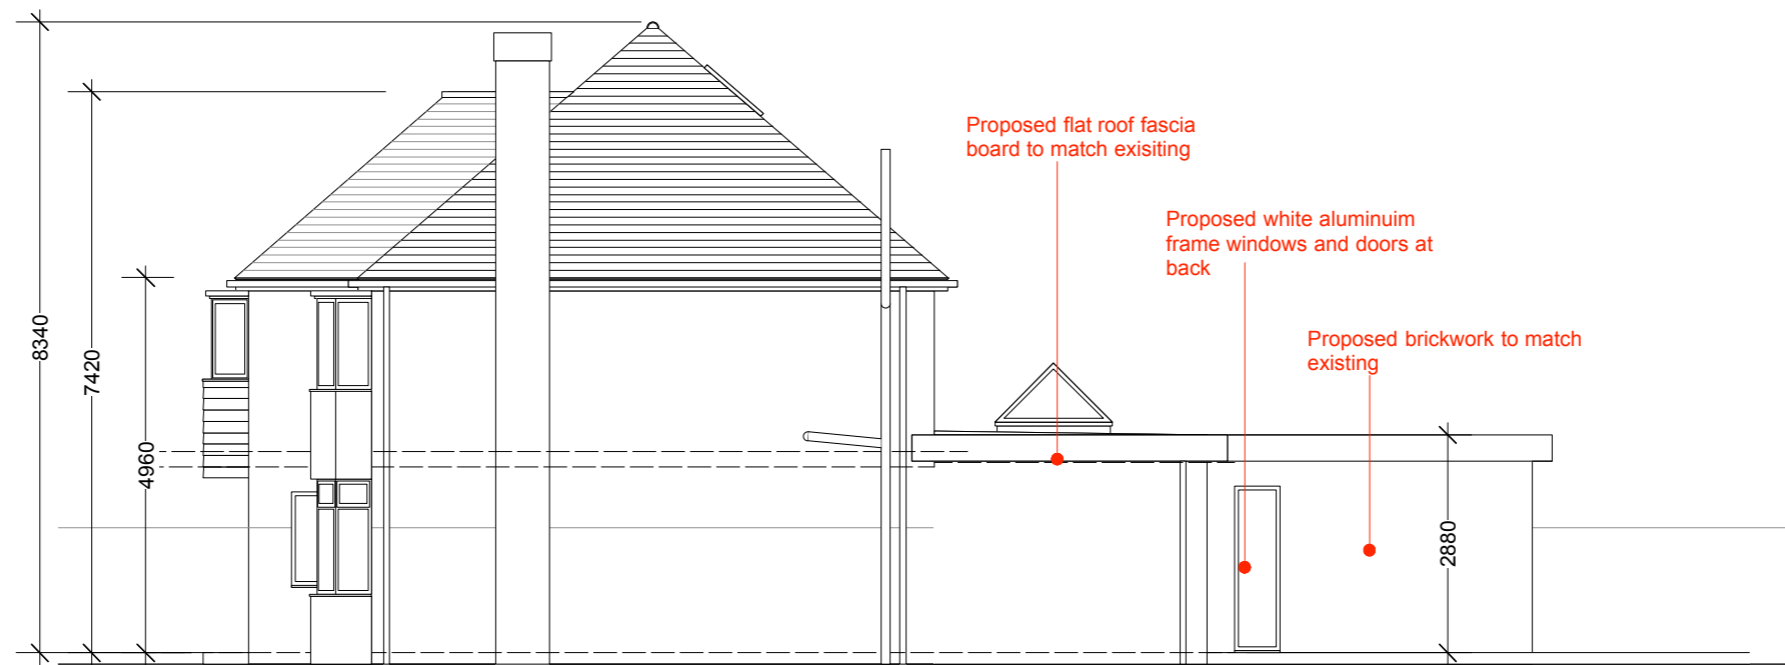 Proposed flat roof fascia
board to match exisiting
Proposed white aluminuim
frame windows and doors at
back
Proposed brickwork to match
existing
8340
7420
4960
2880